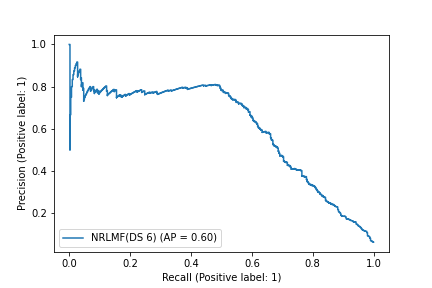 1.0
0.8
0.6
0.4
0.2
Precision (Positive label: 1)
NRLMF(DS 6) (AP = 0.60)
0.0 0.2 0.4 0.6 0.8 1.0
Recall (Positive label: 1)